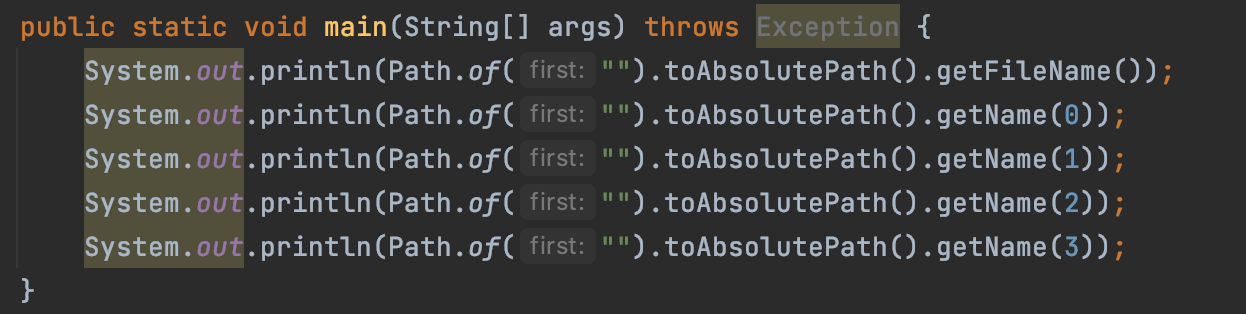 public static void main(String[] args) throws Exception {
    System.out.println(Path.of( first: "").toAbsolutePath().getFileName());
    System.out.println(Path.of( first: "").toAbsolutePath().getName(0));
    System.out.println(Path.of( first: "").toAbsolutePath().getName(1));
    System.out.println(Path.of( first: "").toAbsolutePath().getName(2));
    System.out.println(Path.of( first: "").toAbsolutePath().getName(3));
}